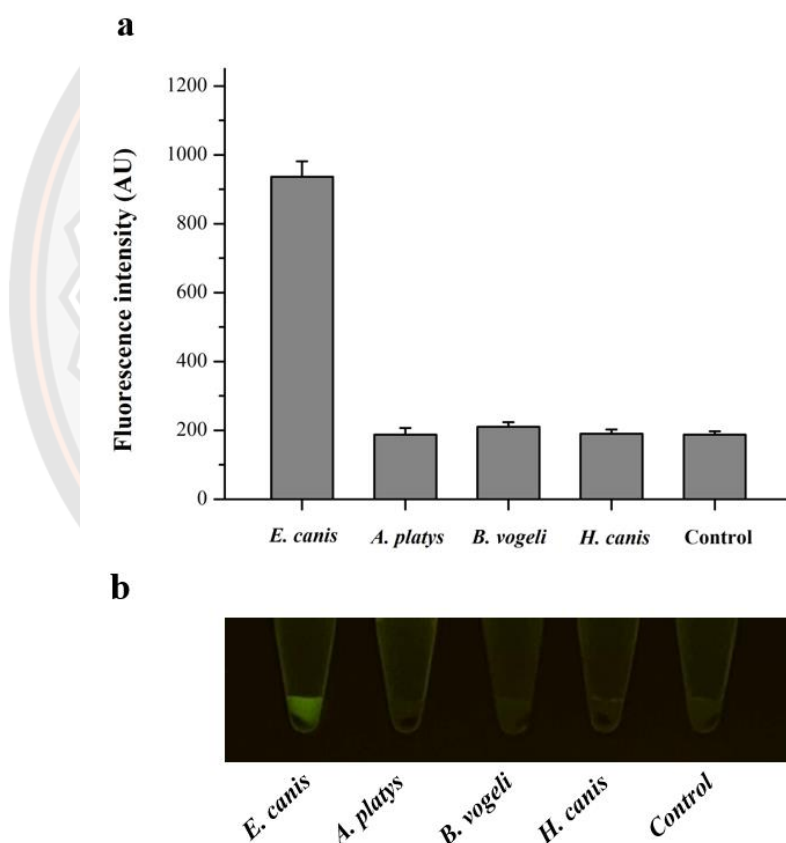 a
1200
1000
800
600
400
200
0
Fluorescence intensity (AU)
E. canis A. platys B. vogeli H. canis Control
b
E. canis A. platys B. vogeli H. canis Control